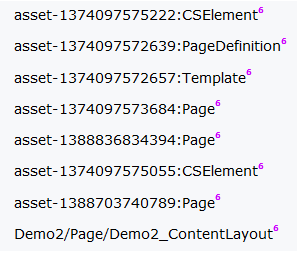 asset-1374097575222:CSElement⁶
asset-1374097572639:PageDefinition⁶
asset-1374097572657:Template⁶
asset-1374097573684:Page⁶
asset-1388836834394:Page⁶
asset-1374097575055:CSElement⁶
asset-1388703740789:Page⁶
Demo2/Page/Demo2_ContentLayout⁶